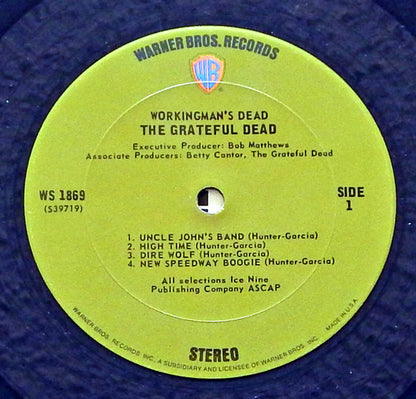 WARNER BROS. RECORDS
WB
WORKINGMAN'S DEAD
THE GRATEFUL DEAD
Executive Producer: Bob Matthews
Associate Producers: Betty Cantor, The Grateful Dead
WS 1869
(S39719)
SIDE
1
1. UNCLE JOHN'S BAND (Hunter-Garcia)
2. HIGH TIME (Hunter-Garcia)
3. DIRE WOLF (Hunter-Garcia)
4. NEW SPEEDWAY BOOGIE (Hunter-Garcia)
All selections Ice Nine
Publishing Company ASCAP
STEREO
WARNER BROS. RECORDS, INC., A SUBSIDIARY AND LICENSEE OF WARNER BROS. INC. MADE IN U.S.A.